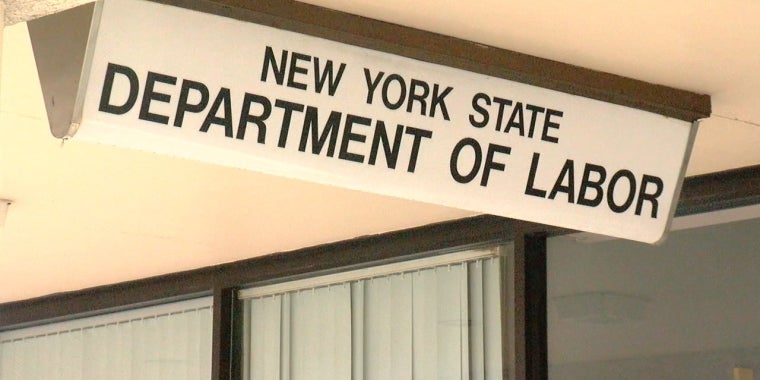 NEW YORK STATE
DEPARTMENT OF LABOR